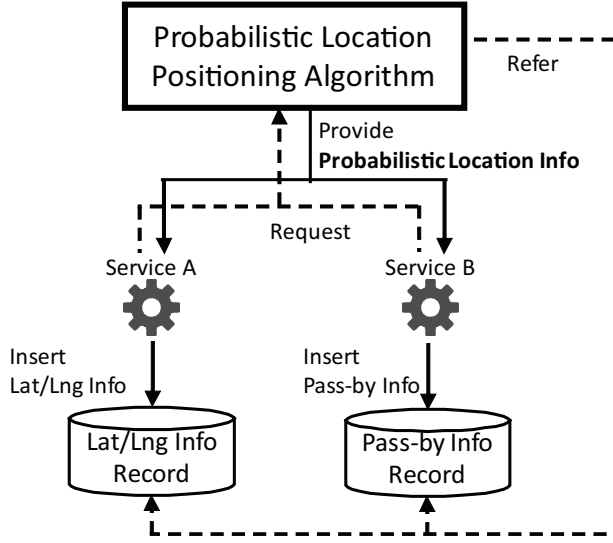 Probabilistic Location
Positioning Algorithm
Refer
Provide
Probabilistic Location Info
Request
Service A
Service B
Insert
Lat/Lng Info
Insert
Pass-by Info
Lat/Lng Info
Record
Pass-by Info
Record